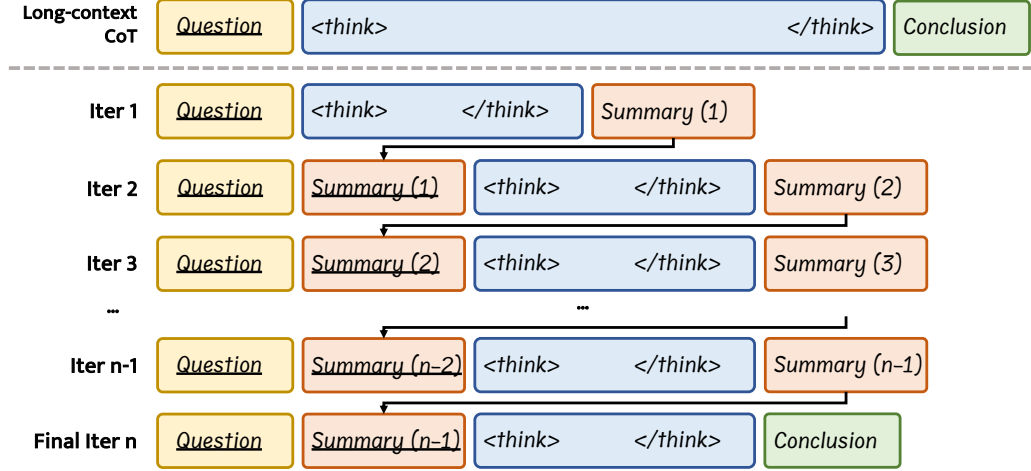 Long-context
CoT
Question <think> </think> Conclusion
Iter 1 Question <think> </think> Summary (1)
Iter 2 Question Summary (1) <think> </think> Summary (2)
Iter 3 Question Summary (2) <think> </think> Summary (3)
... ...
Iter n-1 Question Summary (n-2) <think> </think> Summary (n-1)
Final Iter n Question Summary (n-1) <think> </think> Conclusion